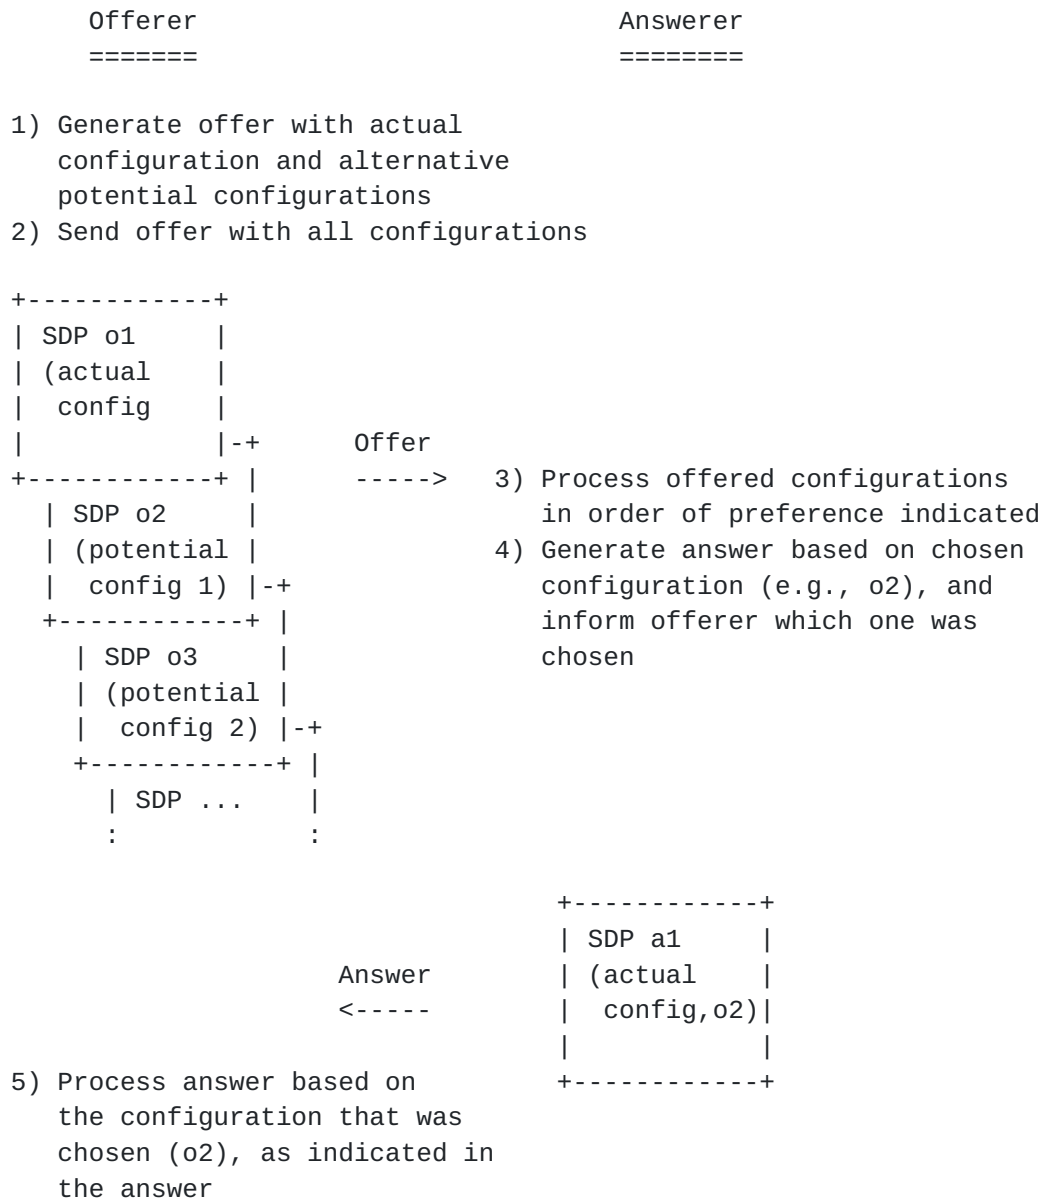 Offerer                           Answerer
     =======                           ========

1) Generate offer with actual
   configuration and alternative
   potential configurations
2) Send offer with all configurations

+------------+
| SDP o1     |
| (actual    |
|  config    |
|            |-+      Offer
+------------+ |      ----->   3) Process offered configurations
  | SDP o2     |                  in order of preference indicated
  | (potential |               4) Generate answer based on chosen
  |  config 1) |-+                configuration (e.g., o2), and
  +------------+ |                inform offerer which one was
    | SDP o3     |                chosen
    | (potential |
    |  config 2) |-+
    +------------+ |
      | SDP ...    |
      :            :

                                   +------------+
                                   | SDP a1     |
                     Answer        | (actual    |
                     <-----        |  config,o2)|
                                   |            |
5) Process answer based on         +------------+
   the configuration that was
   chosen (o2), as indicated in
   the answer